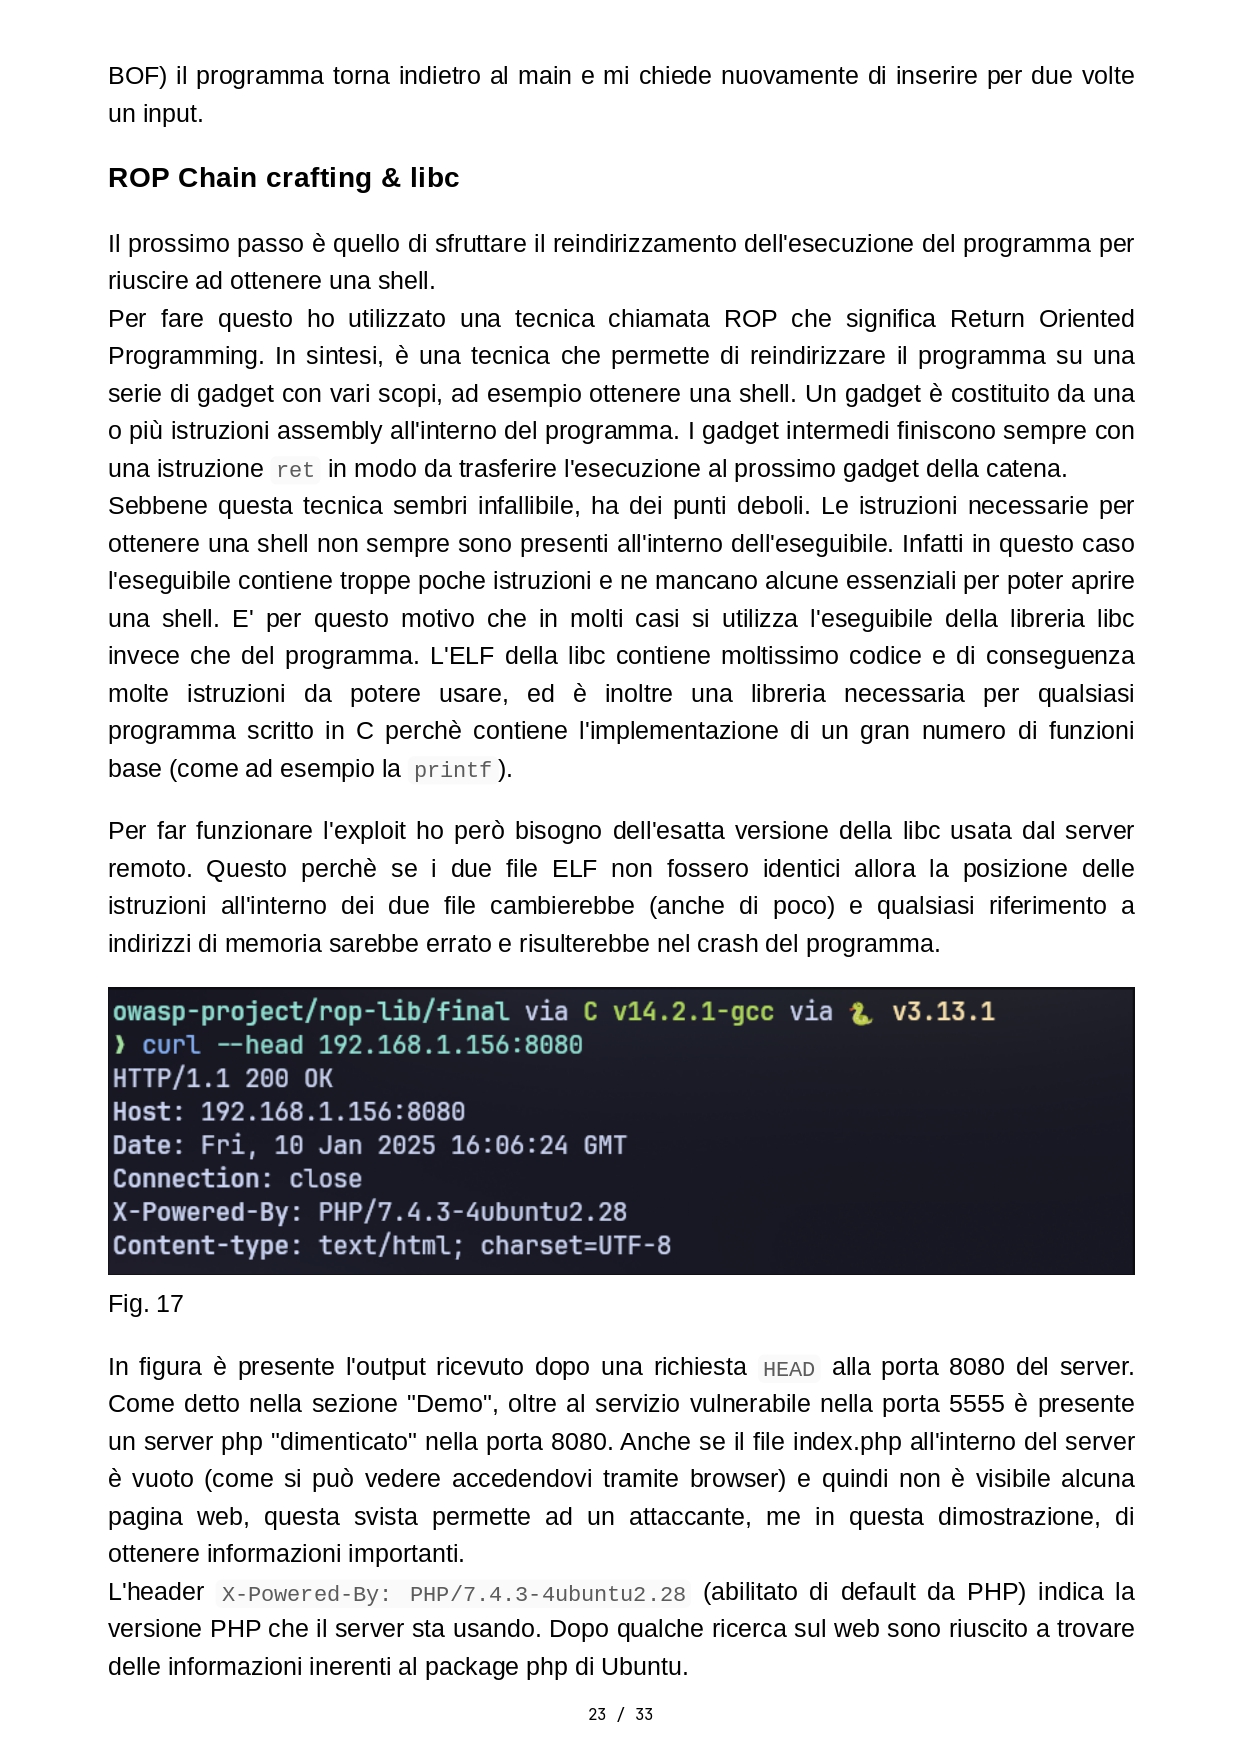 BOF) il programma torna indietro al main e mi chiede nuovamente di inserire per due volte
un input.
ROP Chain crafting & libc
Il prossimo passo è quello di sfruttare il reindirizzamento dell'esecuzione del programma per
riuscire ad ottenere una shell.
Per fare questo ho utilizzato una tecnica chiamata ROP che significa Return Oriented
Programming. In sintesi, è una tecnica che permette di reindirizzare il programma su una
serie di gadget con vari scopi, ad esempio ottenere una shell. Un gadget è costituito da una
o più istruzioni assembly all'interno del programma. I gadget intermedi finiscono sempre con
una istruzione ret in modo da trasferire l'esecuzione al prossimo gadget della catena.
Sebbene questa tecnica sembri infallibile, ha dei punti deboli. Le istruzioni necessarie per
ottenere una shell non sempre sono presenti all'interno dell'eseguibile. Infatti in questo caso
l'eseguibile contiene troppe poche istruzioni e ne mancano alcune essenziali per poter aprire
una shell. E' per questo motivo che in molti casi si utilizza l'eseguibile della libreria libc
invece che del programma. L'ELF della libc contiene moltissimo codice e di conseguenza
molte istruzioni da potere usare, ed è inoltre una libreria necessaria per qualsiasi
programma scritto in C perchè contiene l'implementazione di un gran numero di funzioni
base (come ad esempio la printf).
Per far funzionare l'exploit ho però bisogno dell'esatta versione della libc usata dal server
remoto. Questo perchè se i due file ELF non fossero identici allora la posizione delle
istruzioni all'interno dei due file cambierebbe (anche di poco) e qualsiasi riferimento a
indirizzi di memoria sarebbe errato e risulterebbe nel crash del programma.
owasp-project/rop-lib/final via C v14.2.1-gcc via 🐍 v3.13.1
❯ curl --head 192.168.1.156:8080
HTTP/1.1 200 OK
Host: 192.168.1.156:8080
Date: Fri, 10 Jan 2025 16:06:24 GMT
Connection: close
X-Powered-By: PHP/7.4.3-4ubuntu2.28
Content-type: text/html; charset=UTF-8
Fig. 17
In figura è presente l'output ricevuto dopo una richiesta HEAD alla porta 8080 del server.
Come detto nella sezione "Demo", oltre al servizio vulnerabile nella porta 5555 è presente
un server php "dimenticato" nella porta 8080. Anche se il file index.php all'interno del server
è vuoto (come si può vedere accedendovi tramite browser) e quindi non è visibile alcuna
pagina web, questa svista permette ad un attaccante, me in questa dimostrazione, di
ottenere informazioni importanti.
L'header X-Powered-By: PHP/7.4.3-4ubuntu2.28 (abilitato di default da PHP) indica la
versione PHP che il server sta usando. Dopo qualche ricerca sul web sono riuscito a trovare
delle informazioni inerenti al package php di Ubuntu.
23 / 33